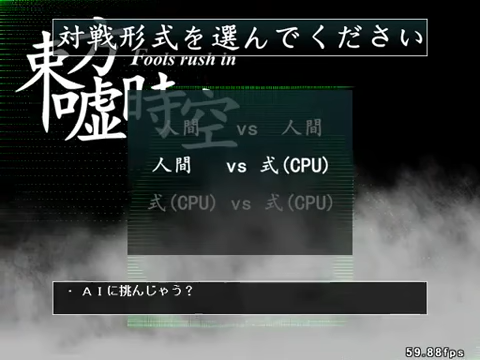 対戦形式を選んでください
東方
嘘時空
Fools rush in
人間 vs 人間
人間 vs 式(CPU)
式(CPU) vs 式(CPU)
・ＡＩに挑んじゃう？
59.88fps